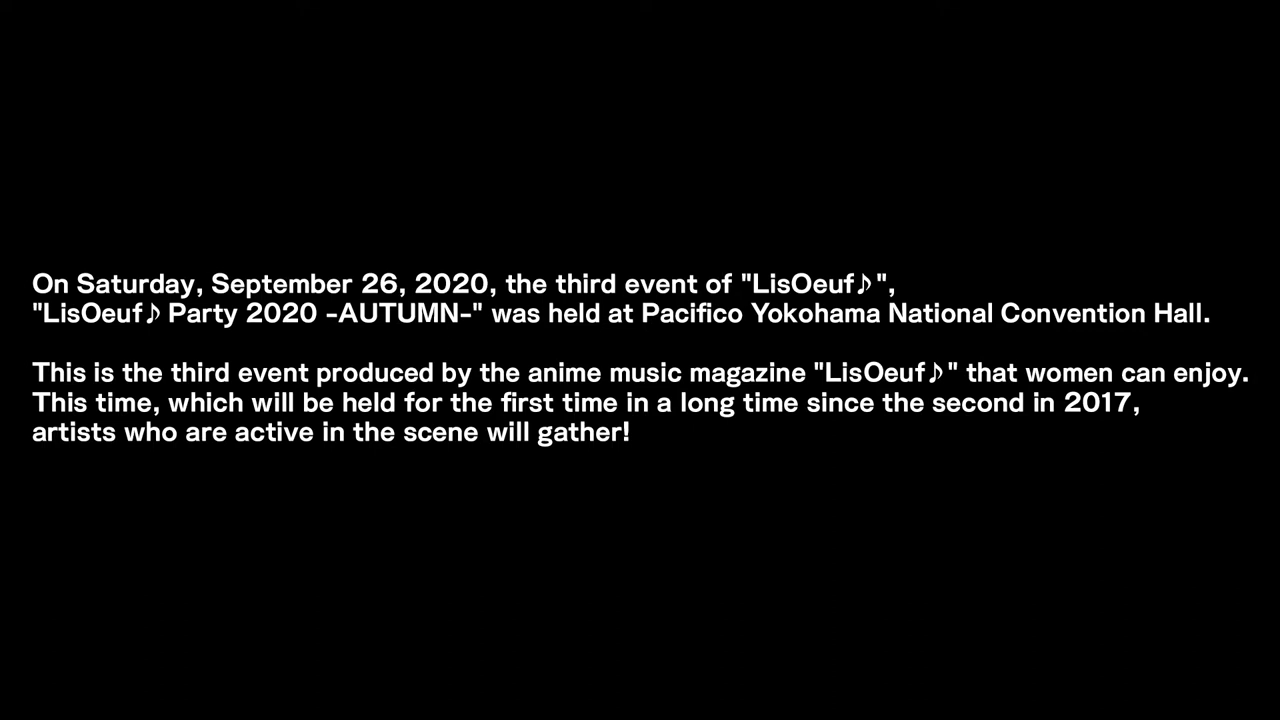 On Saturday, September 26, 2020, the third event of "LisOeuf♪",
"LisOeuf♪ Party 2020 -AUTUMN-" was held at Pacifico Yokohama National Convention Hall.
This is the third event produced by the anime music magazine "LisOeuf♪" that women can enjoy.
This time, which will be held for the first time in a long time since the second in 2017,
artists who are active in the scene will gather!